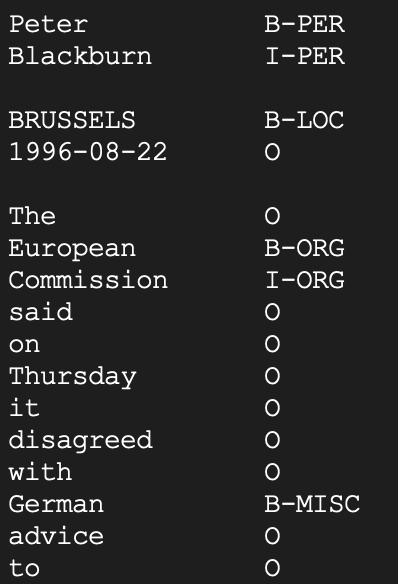 Peter B-PER
Blackburn I-PER

BRUSSELS B-LOC
1996-08-22 O

The O
European B-ORG
Commission I-ORG
said O
on O
Thursday O
it O
disagreed O
with O
German B-MISC
advice O
to O